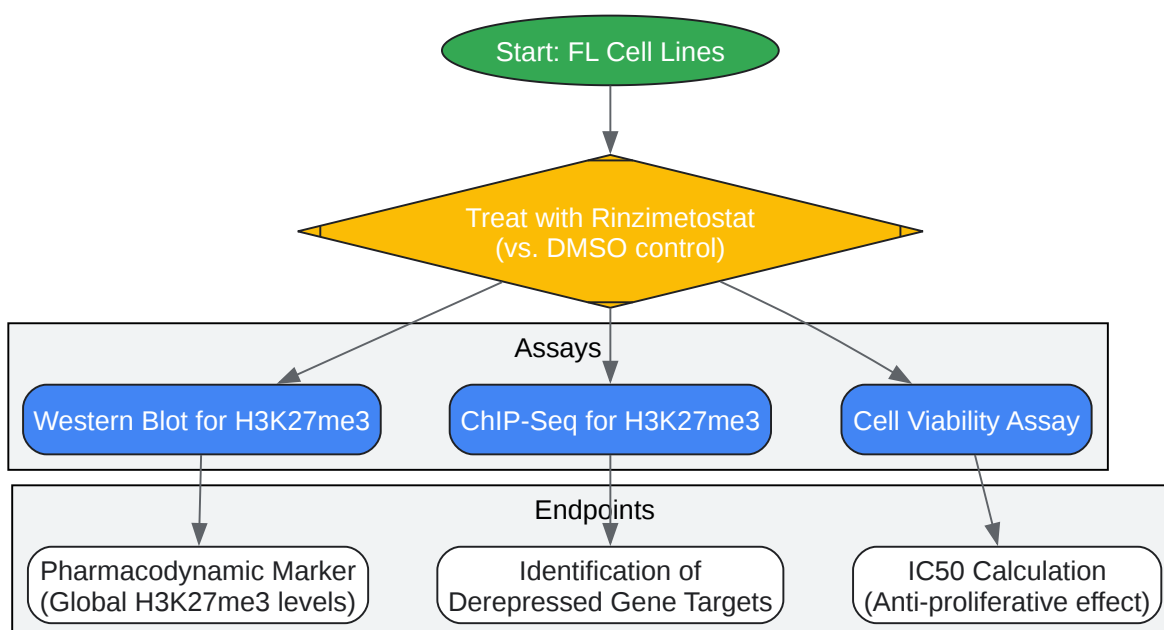 Start: FL Cell Lines
Treat with Rinzimetostat
(vs. DMSO control)
Assays
Western Blot for H3K27me3
ChIP-Seq for H3K27me3
Cell Viability Assay
Endpoints
Pharmacodynamic Marker
(Global H3K27me3 levels)
Identification of
Derepressed Gene Targets
IC50 Calculation
(Anti-proliferative effect)